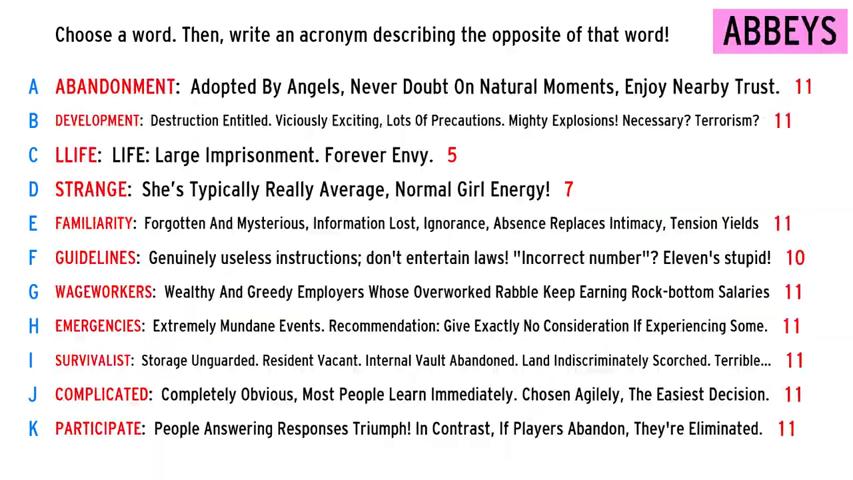 Choose a word. Then, write an acronym describing the opposite of that word!
ABBEYS
A ABANDONMENT: Adopted By Angels, Never Doubt On Natural Moments, Enjoy Nearby Trust. 11
B DEVELOPMENT: Destruction Entitled. Viciously Exciting, Lots Of Precautions. Mighty Explosions! Necessary? Terrorism? 11
C LLIFE: LIFE: Large Imprisonment. Forever Envy. 5
D STRANGE: She's Typically Really Average, Normal Girl Energy! 7
E FAMILIARITY: Forgotten And Mysterious, Information Lost, Ignorance, Absence Replaces Intimacy, Tension Yields 11
F GUIDELINES: Genuinely useless instructions; don't entertain laws! "Incorrect number"? Eleven's stupid! 10
G WAGEWORKERS: Wealthy And Greedy Employers Whose Overworked Rabble Keep Earning Rock-bottom Salaries 11
H EMERGENCIES: Extremely Mundane Events. Recommendation: Give Exactly No Consideration If Experiencing Some. 11
I SURVIVALIST: Storage Unguarded. Resident Vacant. Internal Vault Abandoned. Land Indiscriminately Scorched. Terrible... 11
J COMPLICATED: Completely Obvious, Most People Learn Immediately. Chosen Agilely, The Easiest Decision. 11
K PARTICIPATE: People Answering Responses Triumph! In Contrast, If Players Abandon, They're Eliminated. 11